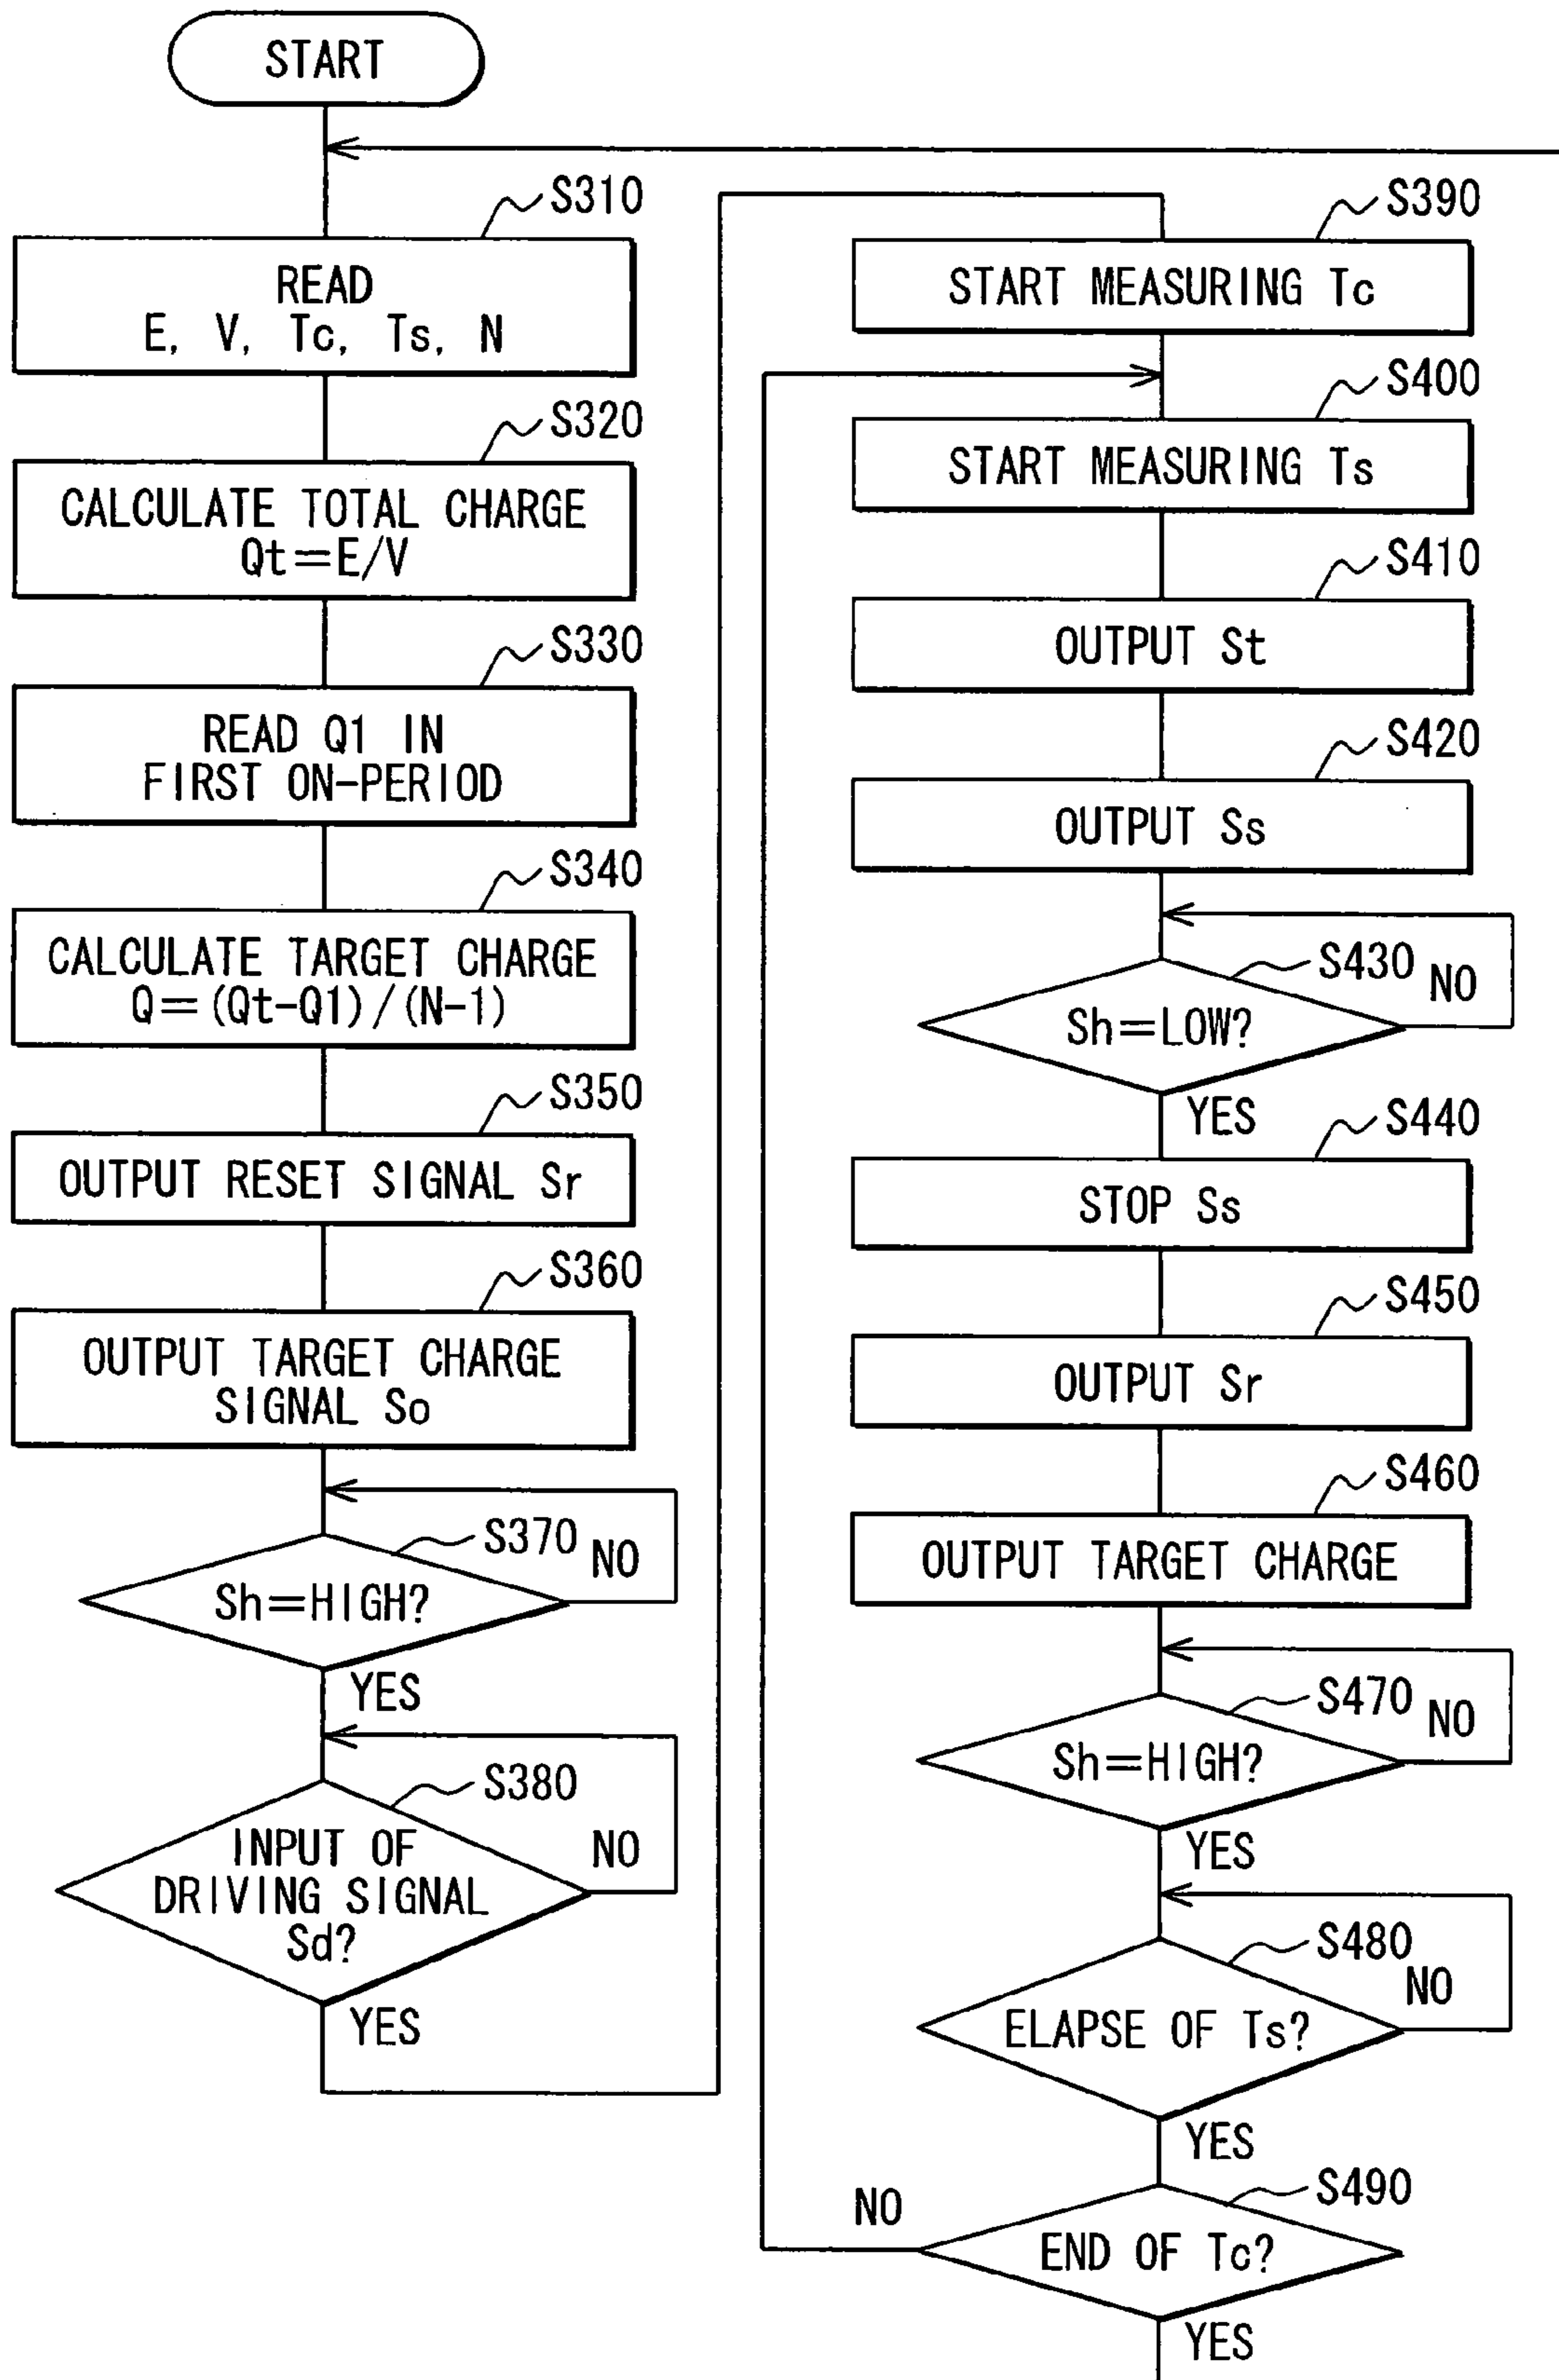 START
S310
READ
E, V, Tc, Ts, N
S320
CALCULATE TOTAL CHARGE
Qt=E/V
S330
READ Q1 IN
FIRST ON-PERIOD
S340
CALCULATE TARGET CHARGE
Q=(Qt-Q1)/(N-1)
S350
OUTPUT RESET SIGNAL Sr
S360
OUTPUT TARGET CHARGE
SIGNAL So
S370
NO
Sh=HIGH?
YES
S380
NO
INPUT OF
DRIVING SIGNAL
Sd?
YES
S390
START MEASURING Tc
S400
START MEASURING Ts
S410
OUTPUT St
S420
OUTPUT Ss
S430
NO
Sh=LOW?
YES
S440
STOP Ss
S450
OUTPUT Sr
S460
OUTPUT TARGET CHARGE
S470
NO
Sh=HIGH?
YES
S480
NO
ELAPSE OF Ts?
YES
S490
NO
END OF Tc?
YES